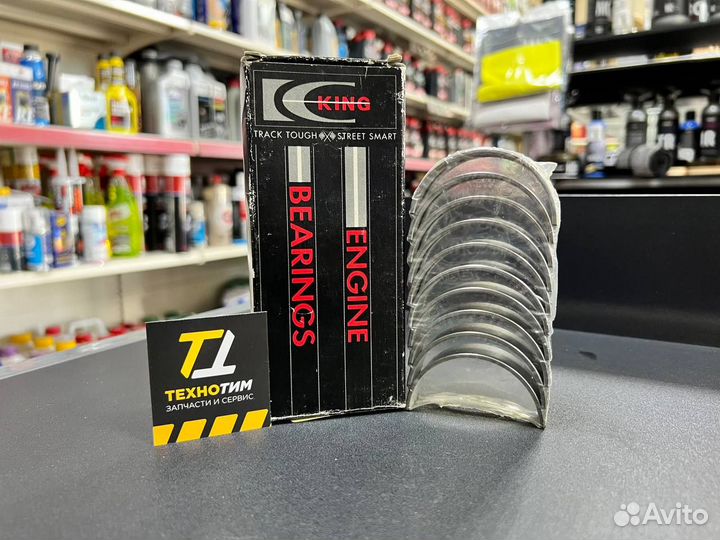 KING
TRACK TOUGH STREET SMART
ENGINE
BEARINGS
ТЕХНОТИМ
ЗАПЧАСТИ И СЕРВИС
Avito